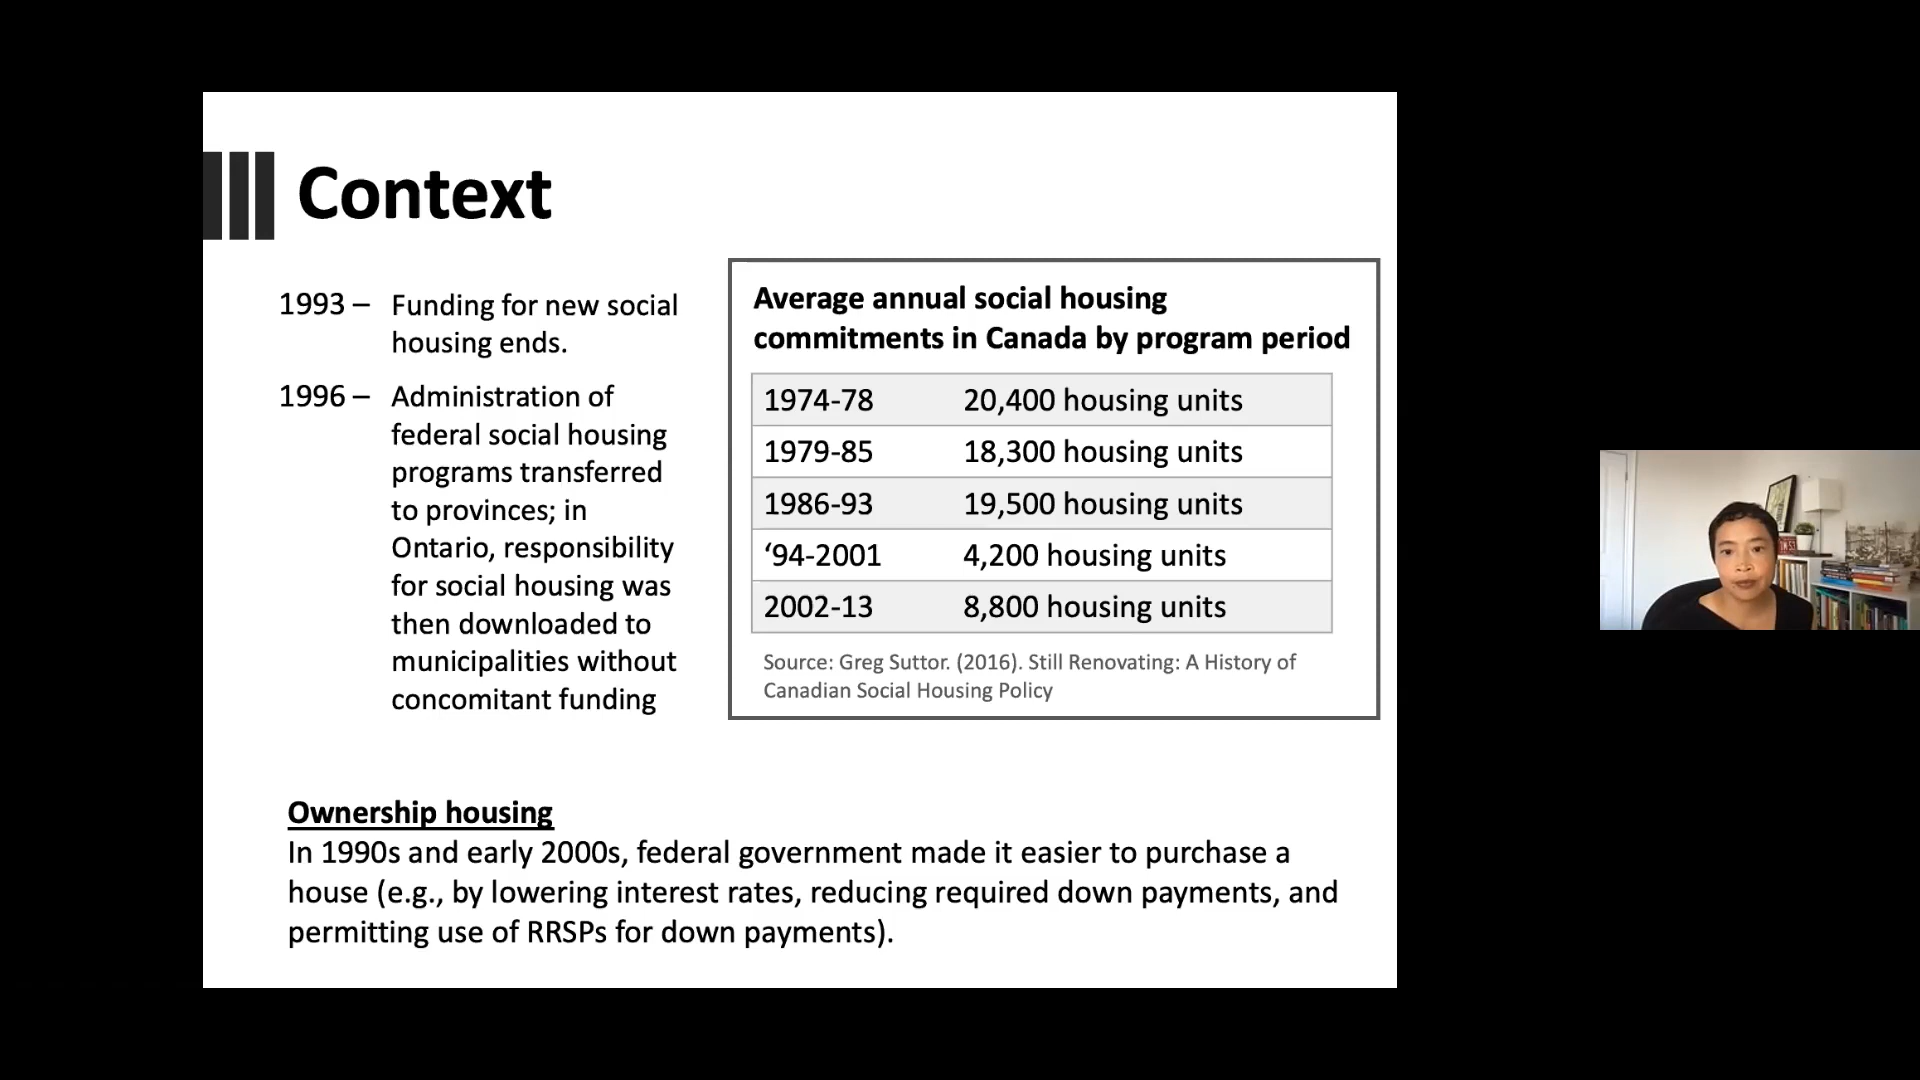 Context
1993 – Funding for new social
housing ends.
1996 – Administration of
federal social housing
programs transferred
to provinces; in
Ontario, responsibility
for social housing was
then downloaded to
municipalities without
concomitant funding
Average annual social housing
commitments in Canada by program period
1974-78 20,400 housing units
1979-85 18,300 housing units
1986-93 19,500 housing units
‘94-2001 4,200 housing units
2002-13 8,800 housing units
Source: Greg Suttor. (2016). Still Renovating: A History of
Canadian Social Housing Policy
Ownership housing
In 1990s and early 2000s, federal government made it easier to purchase a
house (e.g., by lowering interest rates, reducing required down payments, and
permitting use of RRSPs for down payments).